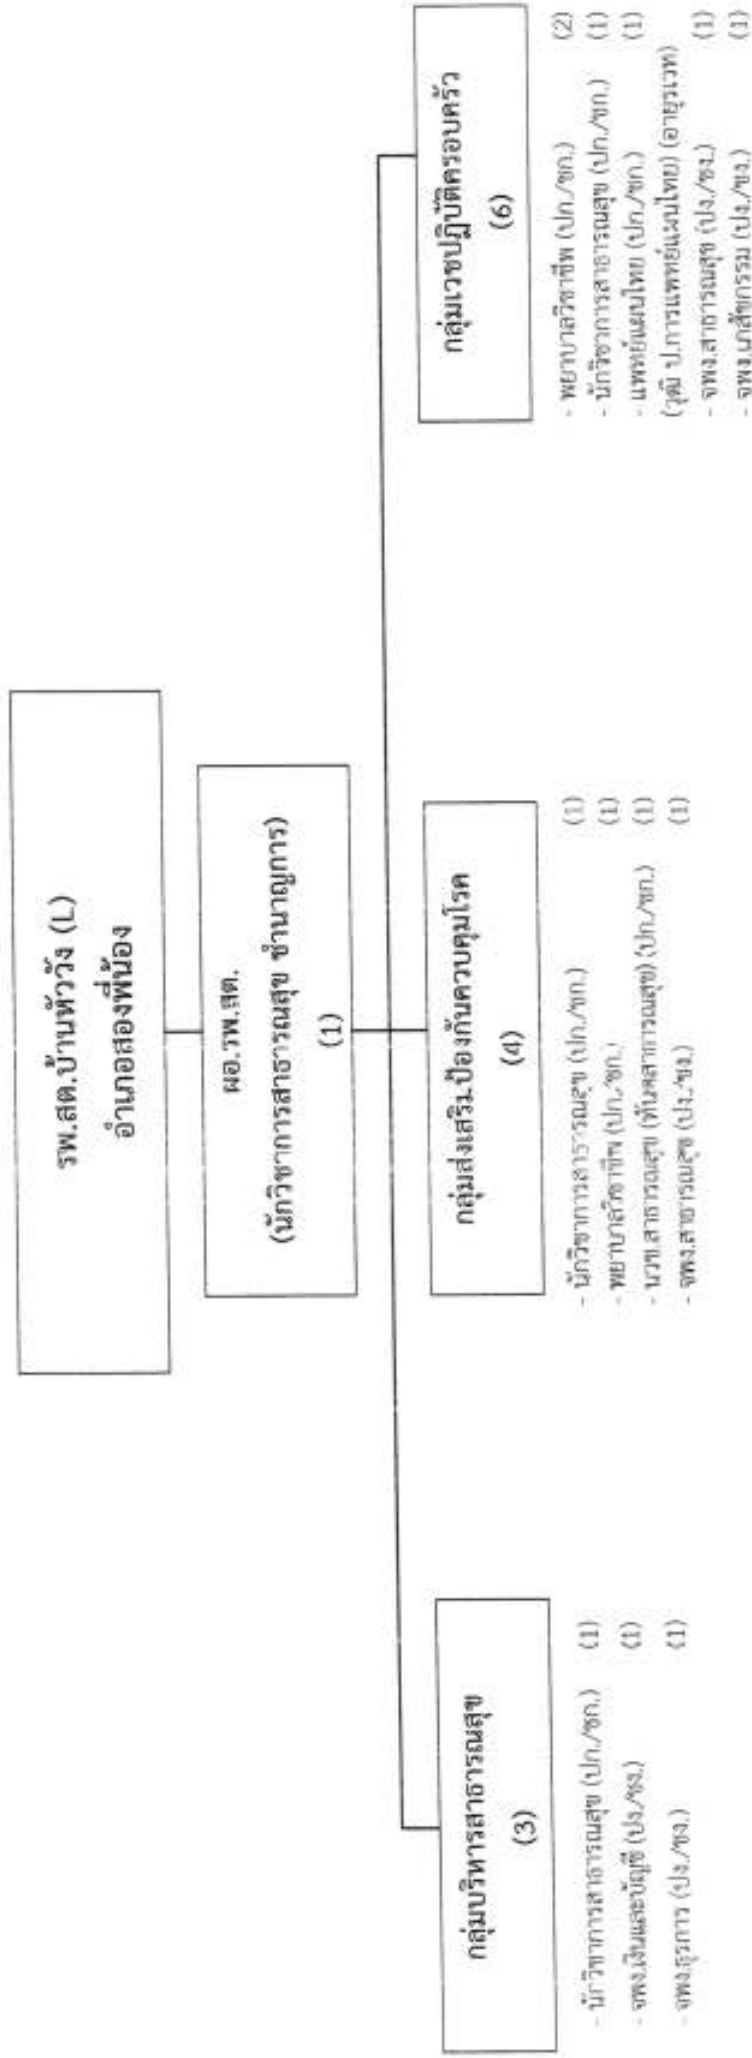 รพ.สต.บ้านหัววัง (L)
อำเภอสองพี่น้อง
ผอ.รพ.สต.
(นักวิชาการสาธารณสุข ชำนาญการ)
(1)
กลุ่มบริหารสาธารณสุข
(3)
- นักวิชาการสาธารณสุข (ปก./ชก.) (1)
- จพง.เงินและบัญชี (ปง/ชง.) (1)
- จพง.ธุรการ (ปง./ชง.) (1)
กลุ่มส่งเสริม.ป้องกันควบคุมโรค
(4)
- นักวิชาการสาธารณสุข (ปก./ชก.) (1)
- พยาบาลวิชาชีพ (ปก./ชก.) (1)
- นวช.สาธารณสุข (ทันตสาธารณสุข) (ปก./ชก.) (1)
- จพง.สาธารณสุข (ปง./ชง.) (1)
กลุ่มเวชปฏิบัติครอบครัว
(6)
- พยาบาลวิชาชีพ (ปก./ชก.) (2)
- นักวิชาการสาธารณสุข (ปก./ชก.) (1)
- แพทย์แผนไทย (ปก./ชก.) (1)
(วุฒิ ป.การแพทย์แผนไทย) (อายุรเวท)
- จพง.สาธารณสุข (ปง./ชง.) (1)
- จพง.เภสัชกรรม (ปง./ชง.) (1)